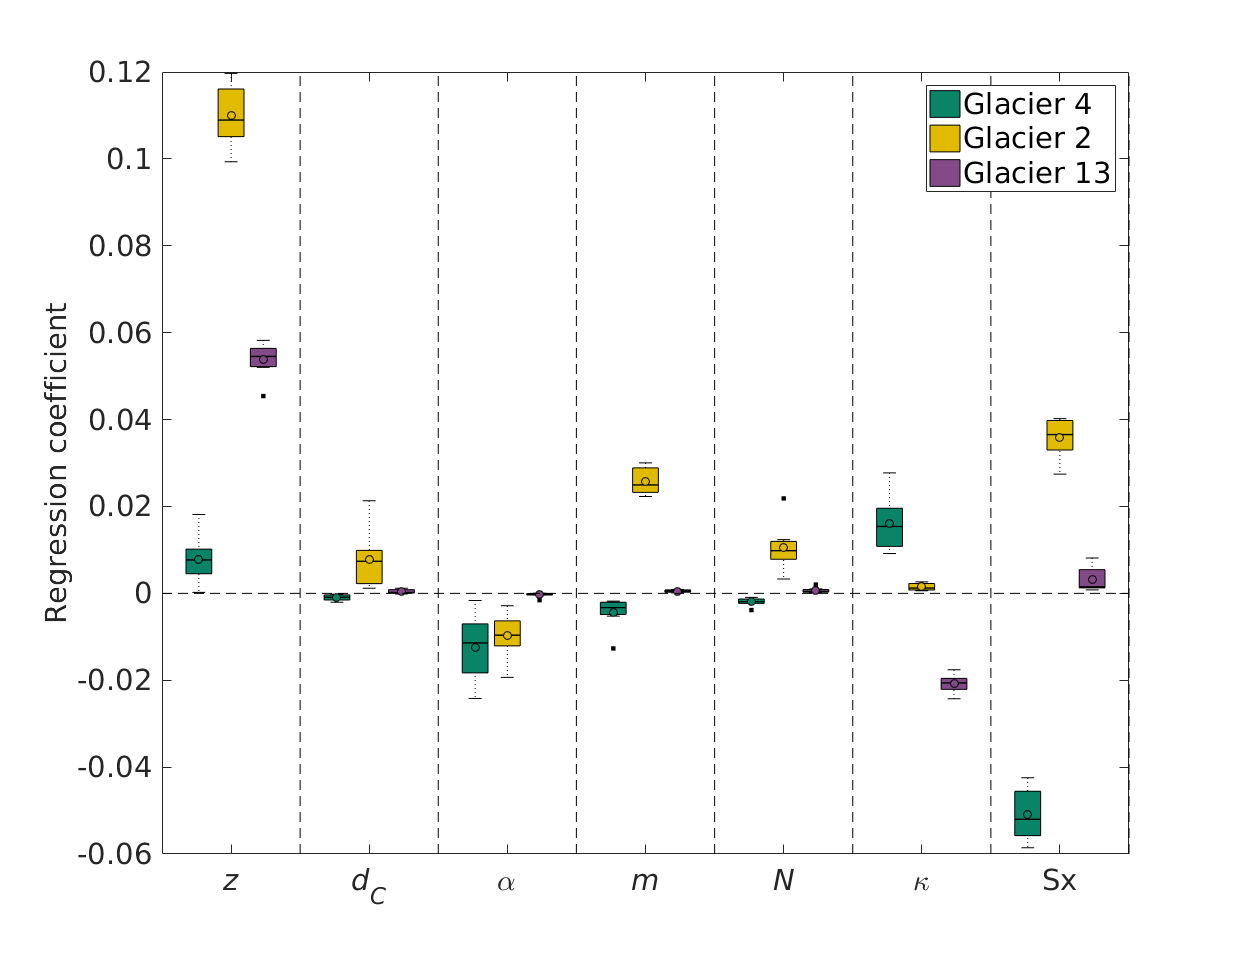 0.12
0.1
0.08
0.06
0.04
0.02
0
-0.02
-0.04
-0.06
Regression coefficient
Glacier 4
Glacier 2
Glacier 13
z d_C α m N κ Sx